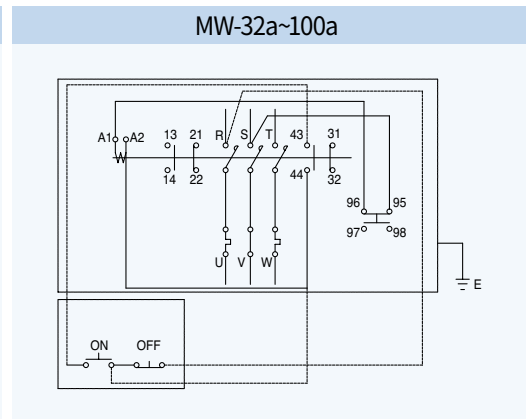 MW-32a~100a
A1 A2 13 21 R S T 43 31
14 22 44 32
96 95
97 98
U V W
E
ON OFF